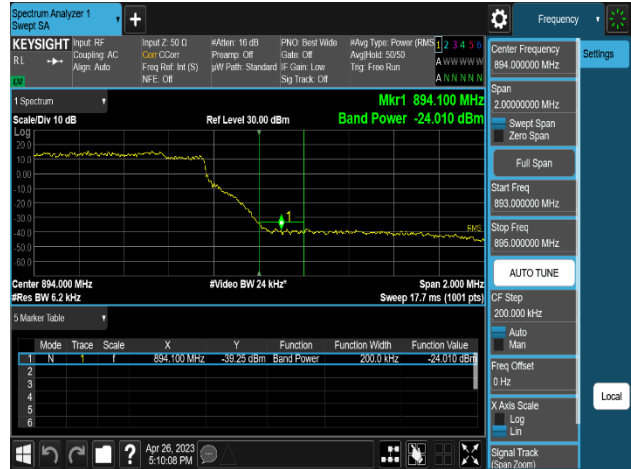 Spectrum Analyzer 1
Swept SA
+
Frequency
KEYSIGHT
Input: RF
Input Z: 50 Ω
#Atten: 16 dB
PNO: Best Wide
#Avg Type: Power (RMS
1 2 3 4 5 6
RL
Coupling: AC
Corr CCorr
Preamp: Off
Gate: Off
Avg|Hold: 50/50
A W W W W W
Align: Auto
Freq Ref: Int (S)
µW Path: Standard
IF Gain: Low
Trig: Free Run
NFE: Off
Sig Track: Off
A N N N N N
1 Spectrum
Mkr1 894.100 MHz
Scale/Div 10 dB
Ref Level 30.00 dBm
Band Power -24.010 dBm
Log
20.0
10.0
0.00
-10.0
-20.0
-30.0
-40.0
-50.0
-60.0
1
RMS
Center 894.000 MHz
#Video BW 24 kHz*
Span 2.000 MHz
#Res BW 6.2 kHz
Sweep 17.7 ms (1001 pts)
5 Marker Table
Mode Trace Scale X Y Function Function Width Function Value
1 N 1 f 894.100 MHz -39.25 dBm Band Power 200.0 kHz -24.010 dBm
2
3
4
5
6
?
Apr 26, 2023
5:10:08 PM
Center Frequency
894.000000 MHz
Settings
Span
2.00000000 MHz
Swept Span
Zero Span
Full Span
Start Freq
893.000000 MHz
Stop Freq
895.000000 MHz
AUTO TUNE
CF Step
200.000 kHz
Auto
Man
Freq Offset
0 Hz
Local
X Axis Scale
Log
Lin
Signal Track
(Span Zoom)